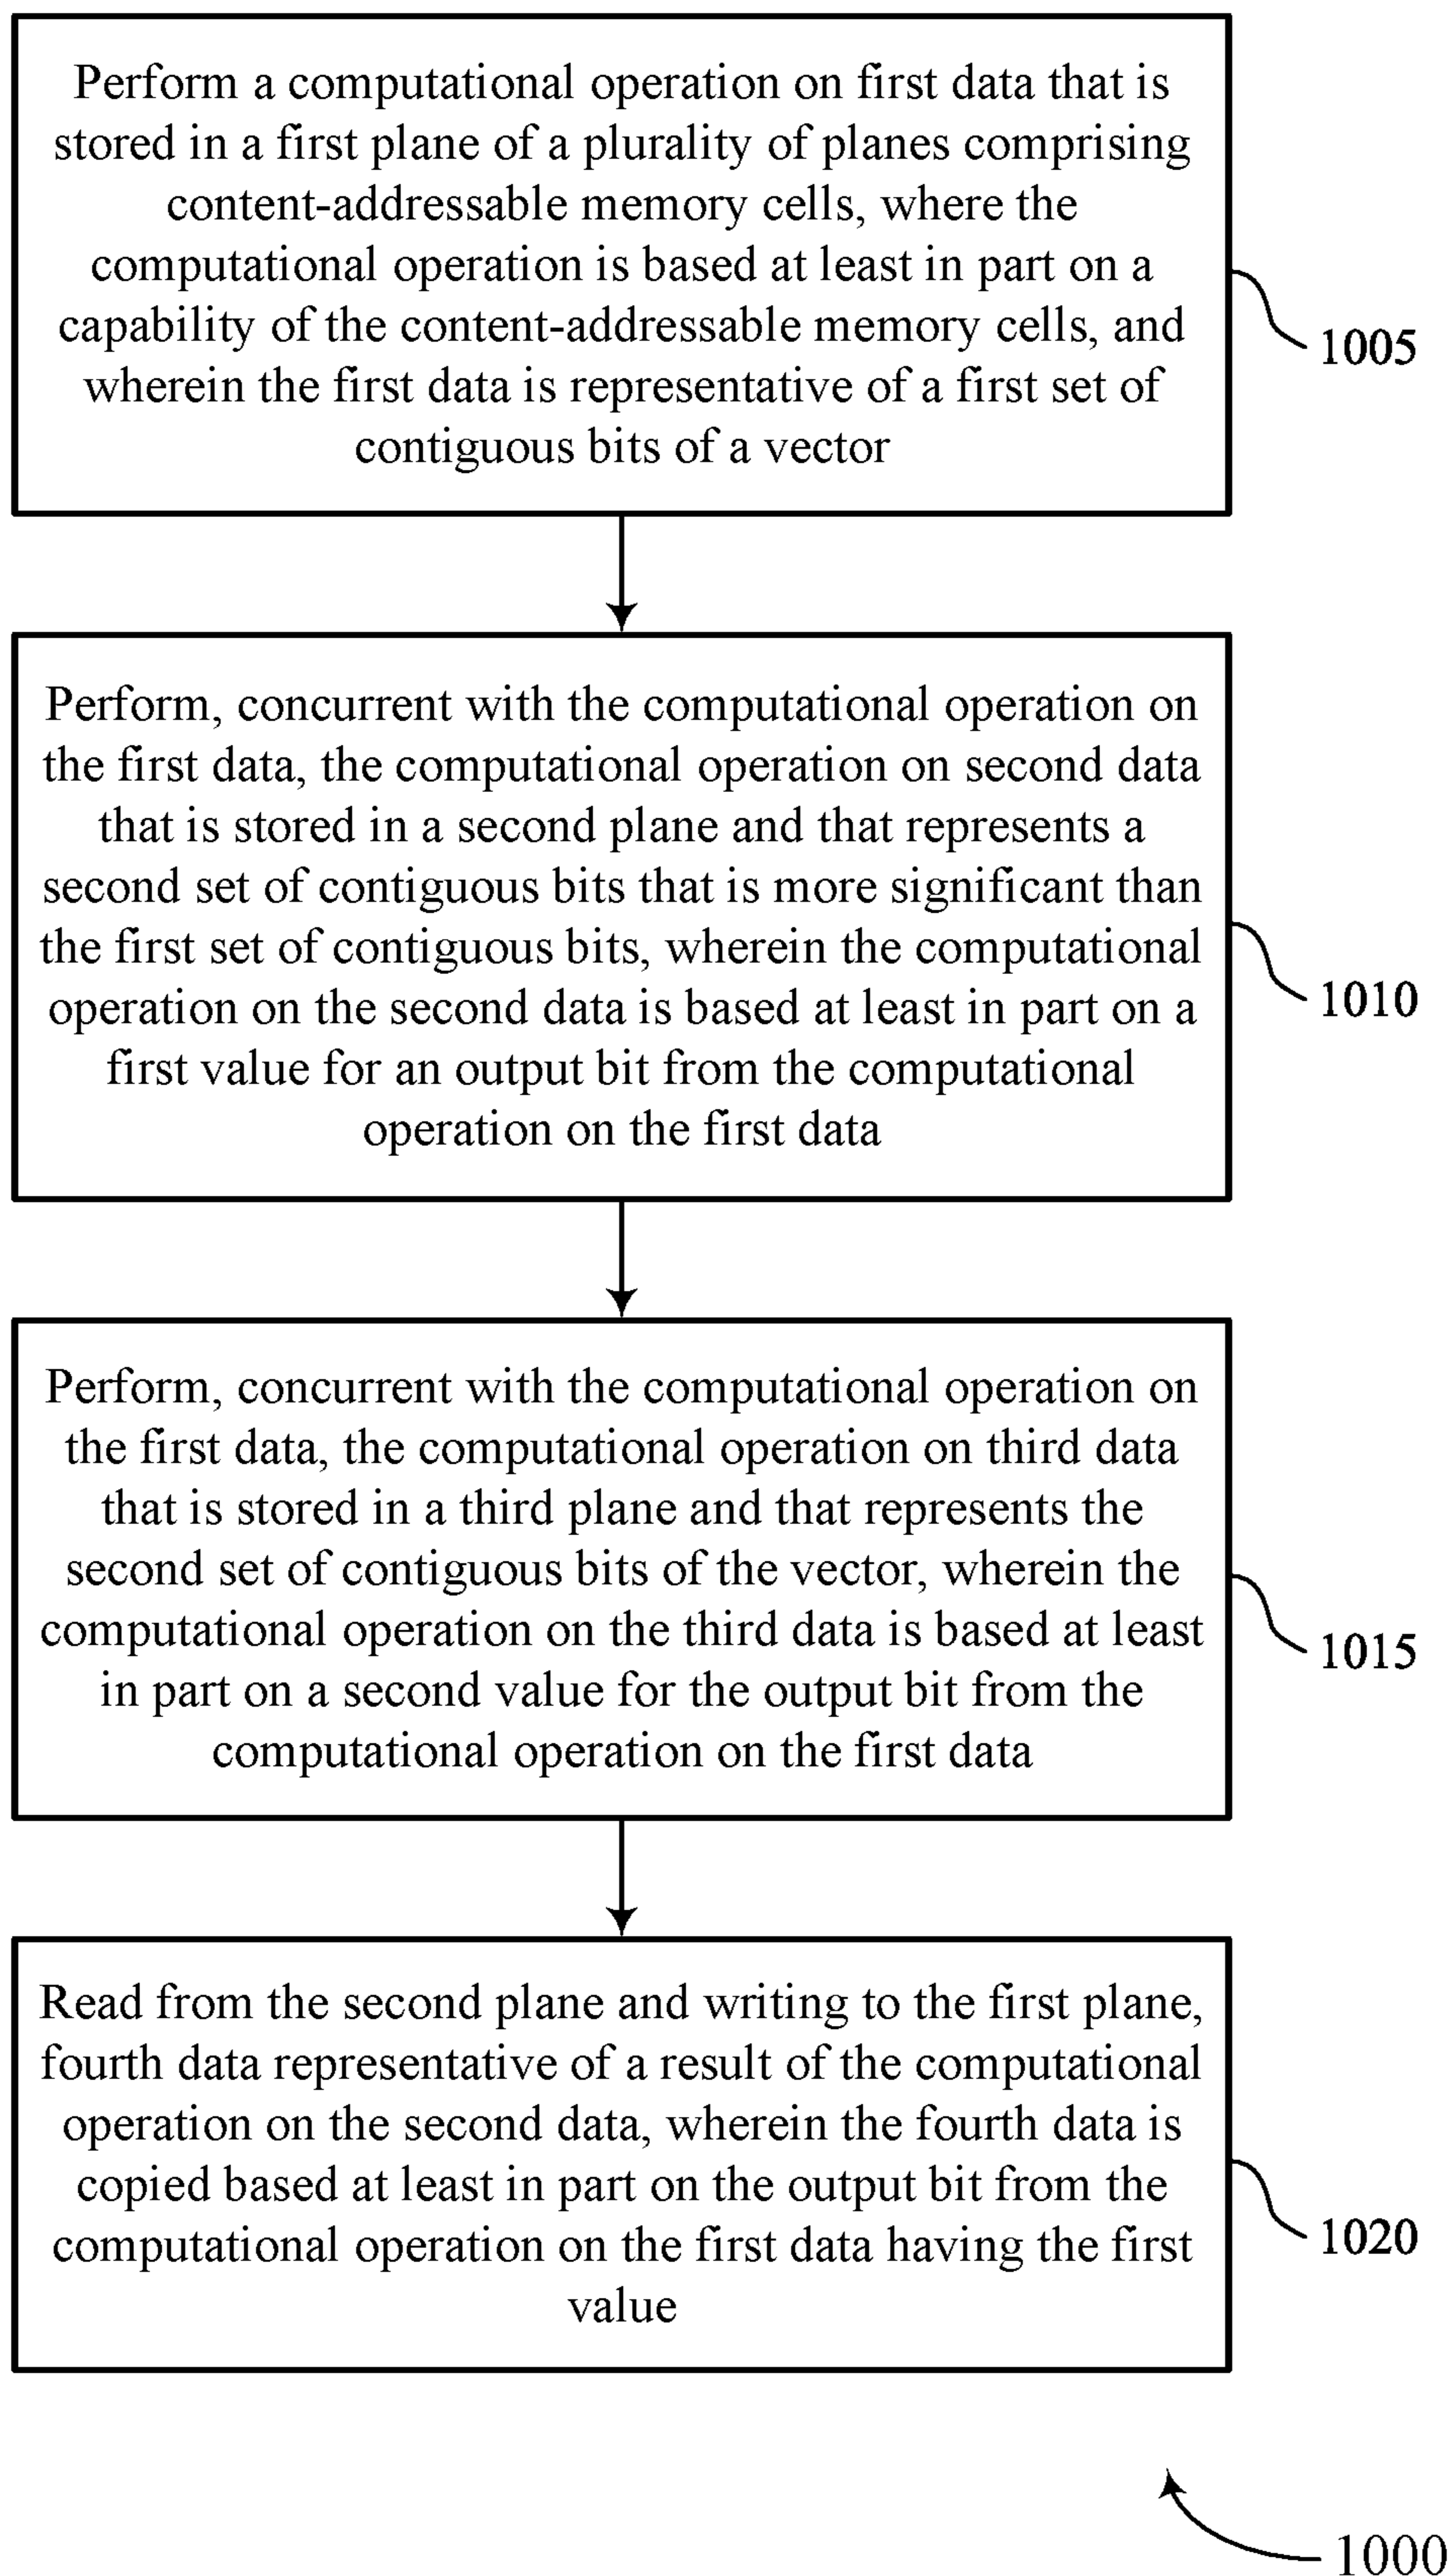 Perform a computational operation on first data that is
stored in a first plane of a plurality of planes comprising
content-addressable memory cells, where the
computational operation is based at least in part on a
capability of the content-addressable memory cells, and
wherein the first data is representative of a first set of
contiguous bits of a vector
1005
Perform, concurrent with the computational operation on
the first data, the computational operation on second data
that is stored in a second plane and that represents a
second set of contiguous bits that is more significant than
the first set of contiguous bits, wherein the computational
operation on the second data is based at least in part on a
first value for an output bit from the computational
operation on the first data
1010
Perform, concurrent with the computational operation on
the first data, the computational operation on third data
that is stored in a third plane and that represents the
second set of contiguous bits of the vector, wherein the
computational operation on the third data is based at least
in part on a second value for the output bit from the
computational operation on the first data
1015
Read from the second plane and writing to the first plane,
fourth data representative of a result of the computational
operation on the second data, wherein the fourth data is
copied based at least in part on the output bit from the
computational operation on the first data having the first
value
1020
1000